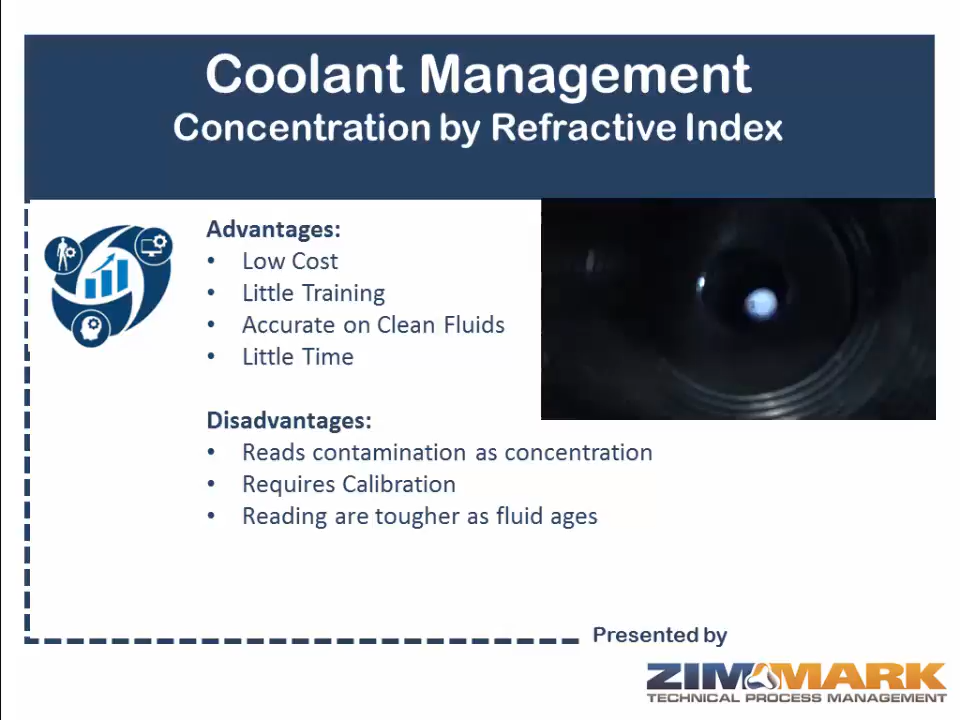 Coolant Management
Concentration by Refractive Index
Advantages:
• Low Cost
• Little Training
• Accurate on Clean Fluids
• Little Time
Disadvantages:
• Reads contamination as concentration
• Requires Calibration
• Reading are tougher as fluid ages
Presented by
ZIMMARK
TECHNICAL PROCESS MANAGEMENT